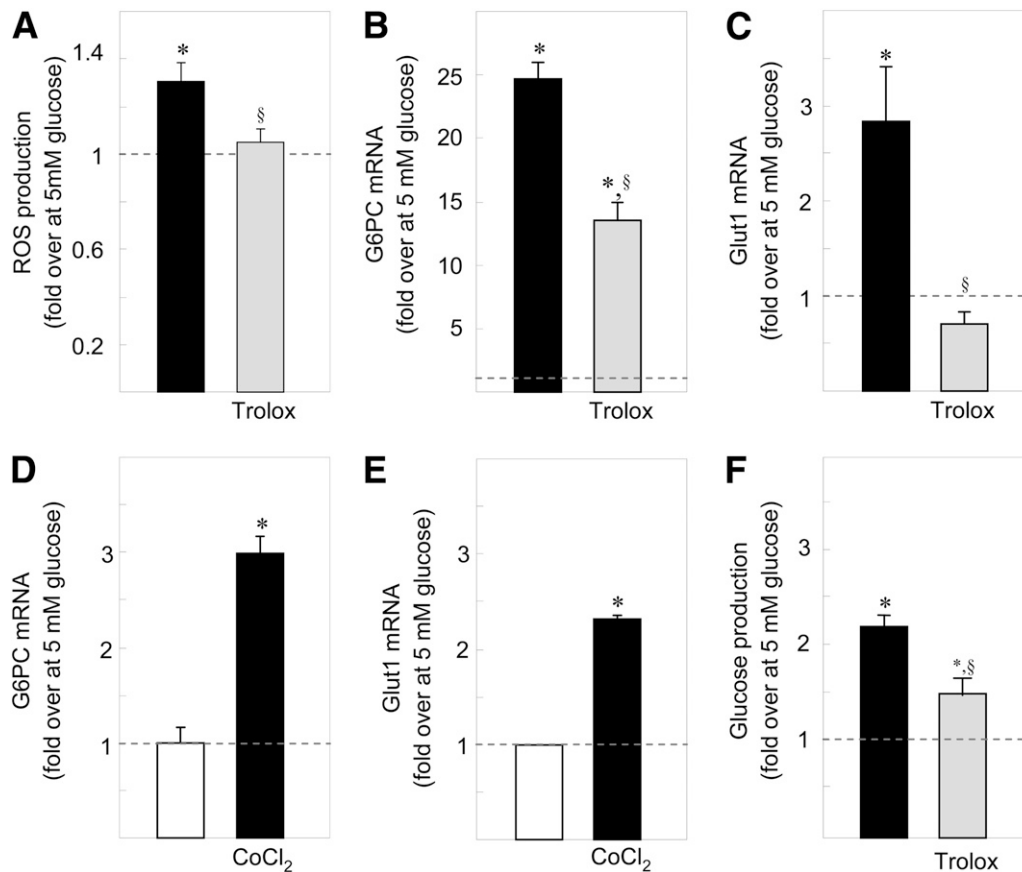 A
ROS production
(fold over at 5mM glucose)
1.4
1
0.6
0.2
*
§
Trolox
B
G6PC mRNA
(fold over at 5 mM glucose)
25
20
15
10
5
*
*,§
Trolox
C
Glut1 mRNA
(fold over at 5 mM glucose)
3
2
1
*
§
Trolox
D
G6PC mRNA
(fold over at 5 mM glucose)
3
2
1
*
CoCl₂
E
Glut1 mRNA
(fold over at 5 mM glucose)
3
2
1
*
CoCl₂
F
Glucose production
(fold over at 5 mM glucose)
3
2
1
*
*,§
Trolox